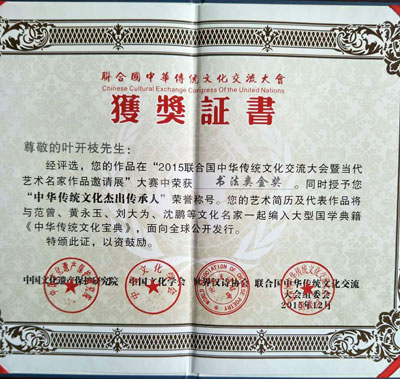 聯合國中華傳統文化交流大會
Chinese Cultural Exchange Congress Of the United Nations
獲獎証書
尊敬的叶开枝先生：
经评选，您的作品在“2015联合国中华传统文化交流大会暨当代
艺术名家作品邀请展”大赛中荣获 书法类金奖 。同时授予您
“中华传统文化杰出传承人”荣誉称号。您的艺术简历及代表作品将
与范曾、黄永玉、刘大为、沈鹏等文化名家一起编入大型国学典籍
《中华传统文化宝典》，面向全球公开发行。
特颁此证，以资鼓励。
中国文化遗产保护研究院 中国文化学会 世界汉诗协会 联合国中华传统文化交流
大会组委会
2015年12月